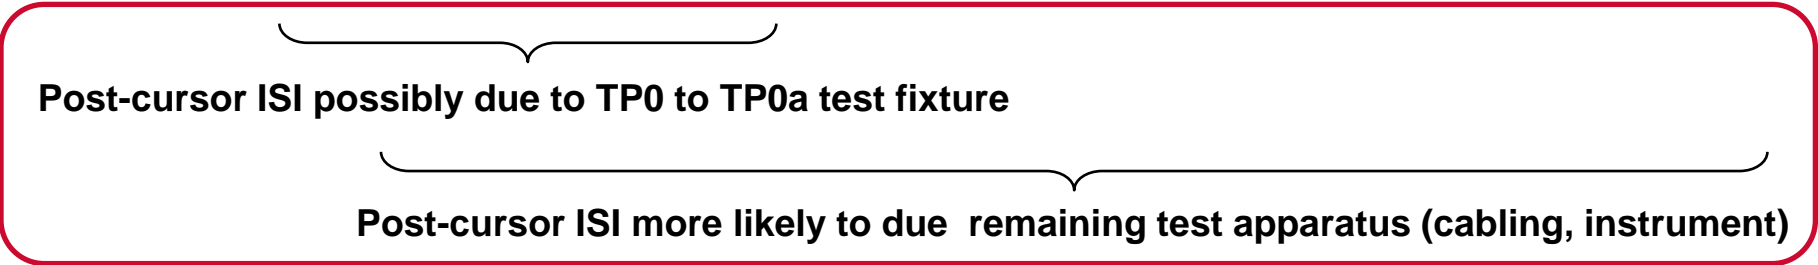 Post-cursor ISI possibly due to TP0 to TP0a test fixture
Post-cursor ISI more likely to due  remaining test apparatus (cabling, instrument)